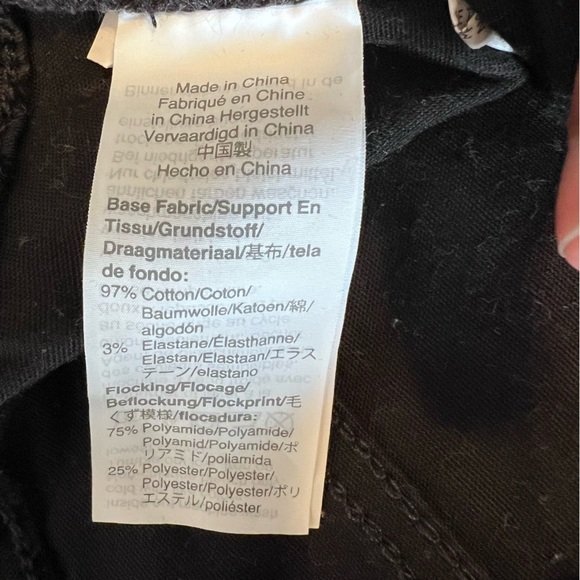 Made in China
Fabriqué en Chine
in China Hergestellt
Vervaardigd in China
中国製
Hecho en China
Base Fabric/Support En
Tissu/Grundstoff/
Draagmateriaal/基布/tela
de fondo:
97% Cotton/Coton/
Baumwolle/Katoen/綿/
algodón
3% Elastane/Élasthanne/
Elastan/Elastaan/エラス
テーン/elastano
Flocking/Flocage/
Beflockung/Flockprint/毛
くず模様/flocadura:
75% Polyamide/Polyamide/
Polyamid/Polyamide/ポ
リアミド/poliamida
25% Polyester/Polyester/
Polyester/Polyester/ポリ
エステル/poliéster